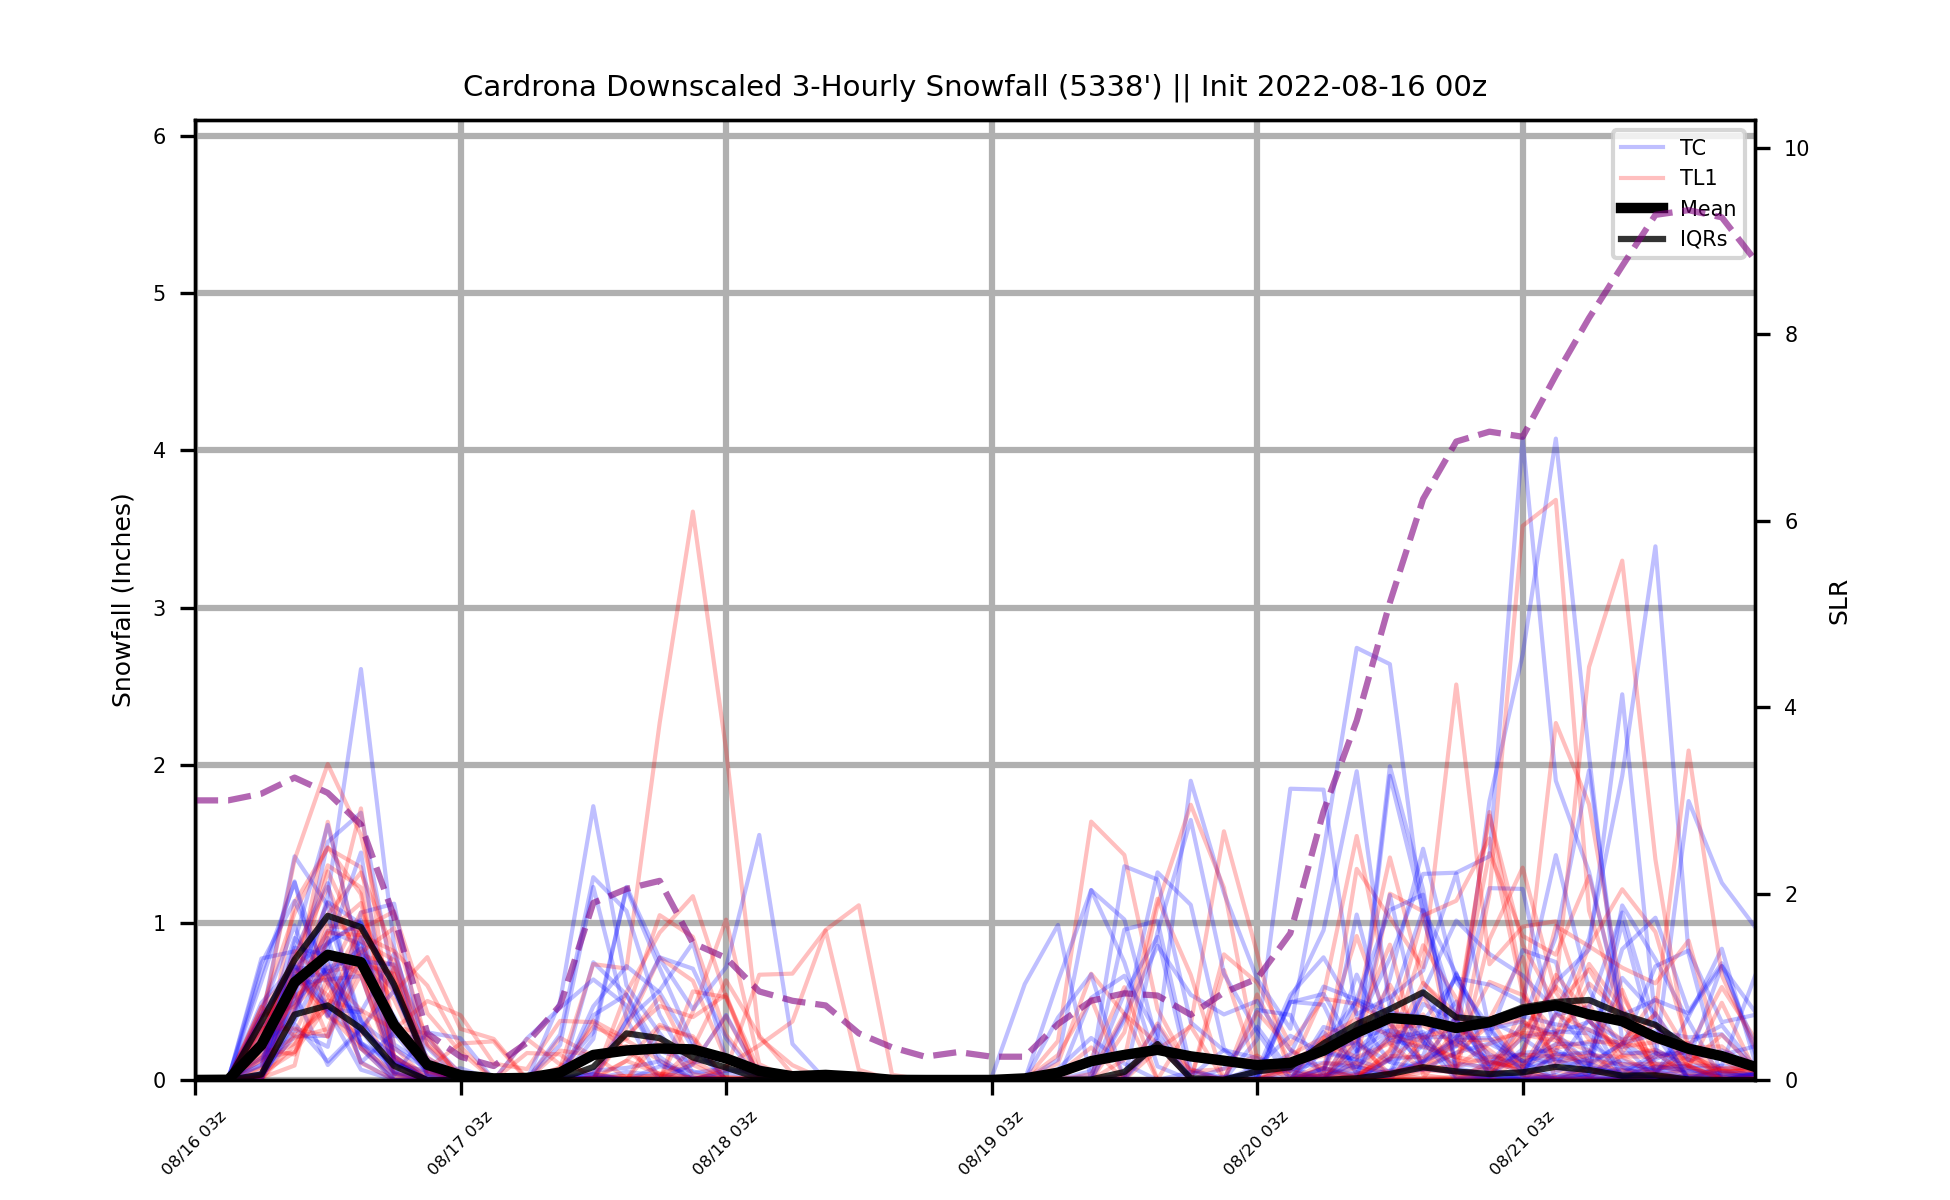 Cardrona Downscaled 3-Hourly Snowfall (5338') || Init 2022-08-16 00z
Snowfall (Inches)
6
5
4
3
2
1
0
TC
TL1
Mean
IQRs
10
8
6
4
2
0
SLR
08/16 03z
08/17 03z
08/18 03z
08/19 03z
08/20 03z
08/21 03z